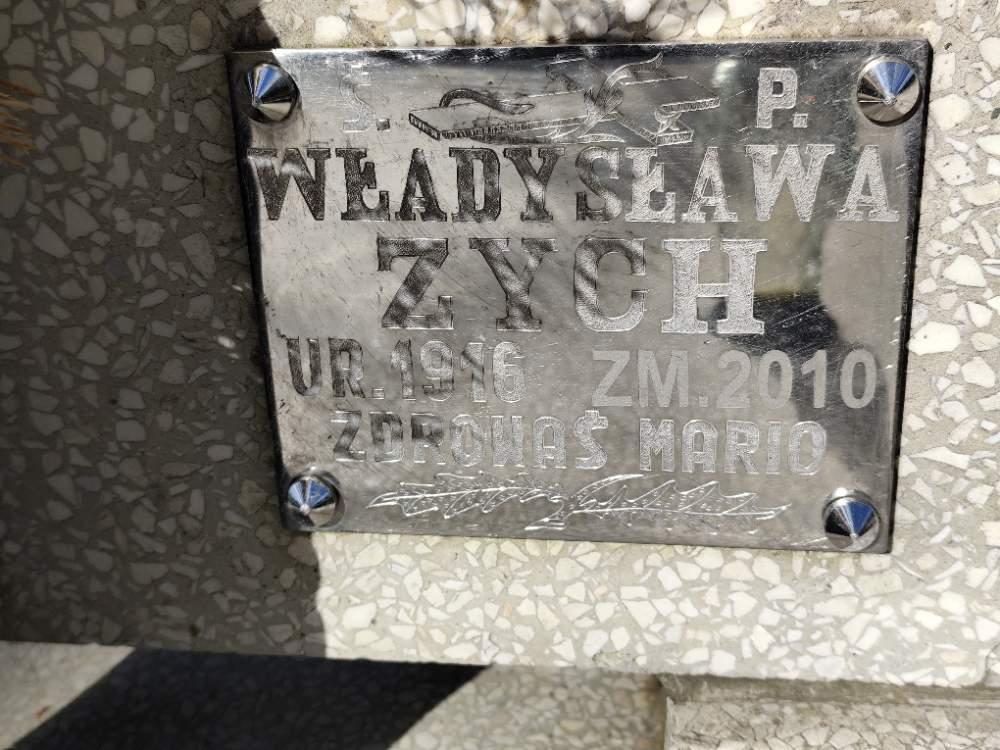 Ś. P.
WŁADYSŁAWA
ZYCH
UR.1916 ZM.2010
ZDROWAŚ MARIO